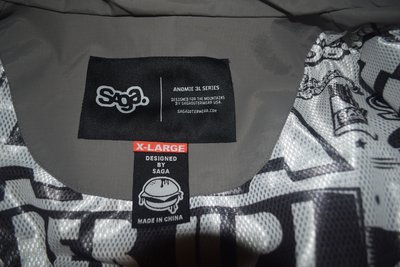 Saga.
ANOMIE 3L SERIES
DESIGNED FOR THE MOUNTAINS
BY SAGAOUTERWEAR
SAGAOUTERWEAR.COM
X-LARGE
DESIGNED
BY
SAGA
MADE IN CHINA